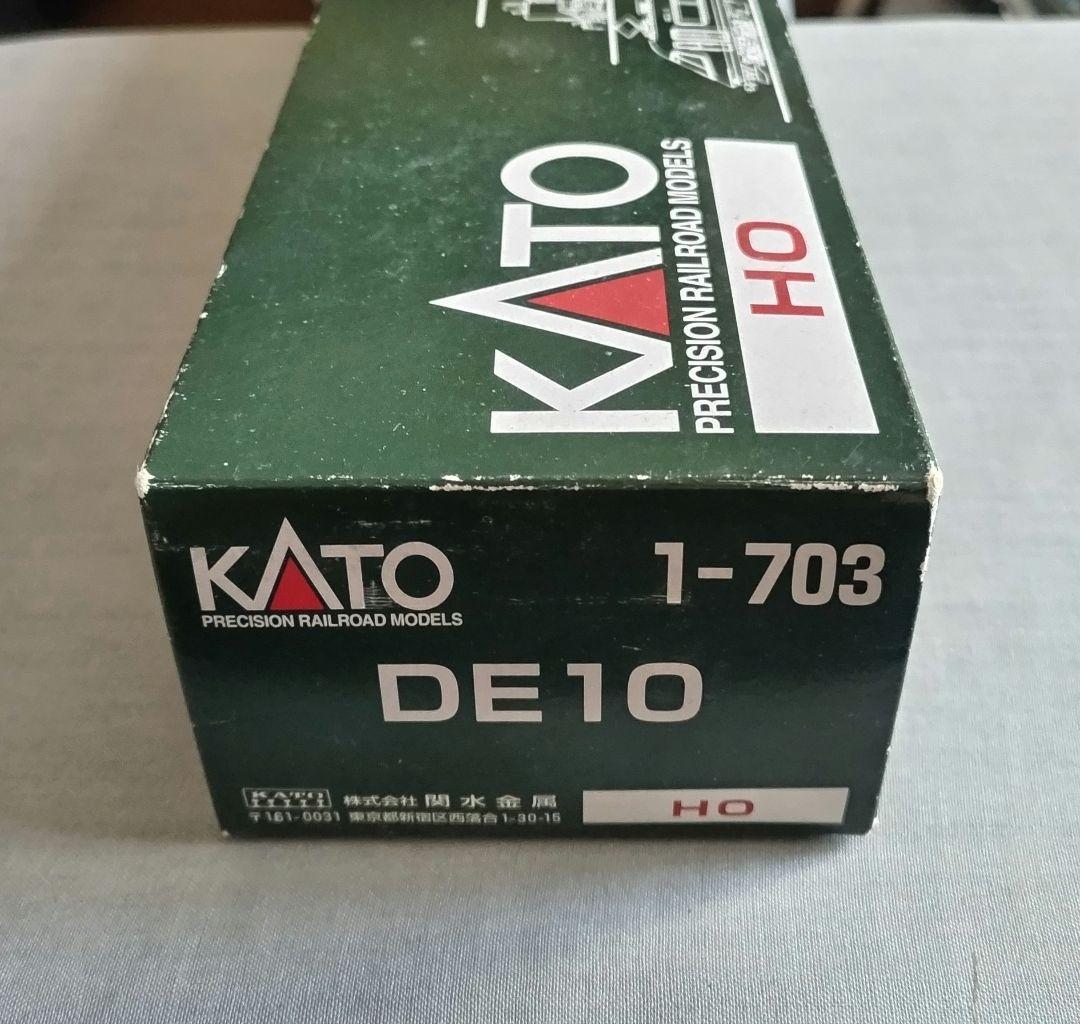 KATO
PRECISION RAILROAD MODELS
HO
KATO
PRECISION RAILROAD MODELS
1-703
DE10
KATO
株式会社 関水金属
〒161-0031 東京都新宿区西落合1-30-15
HO